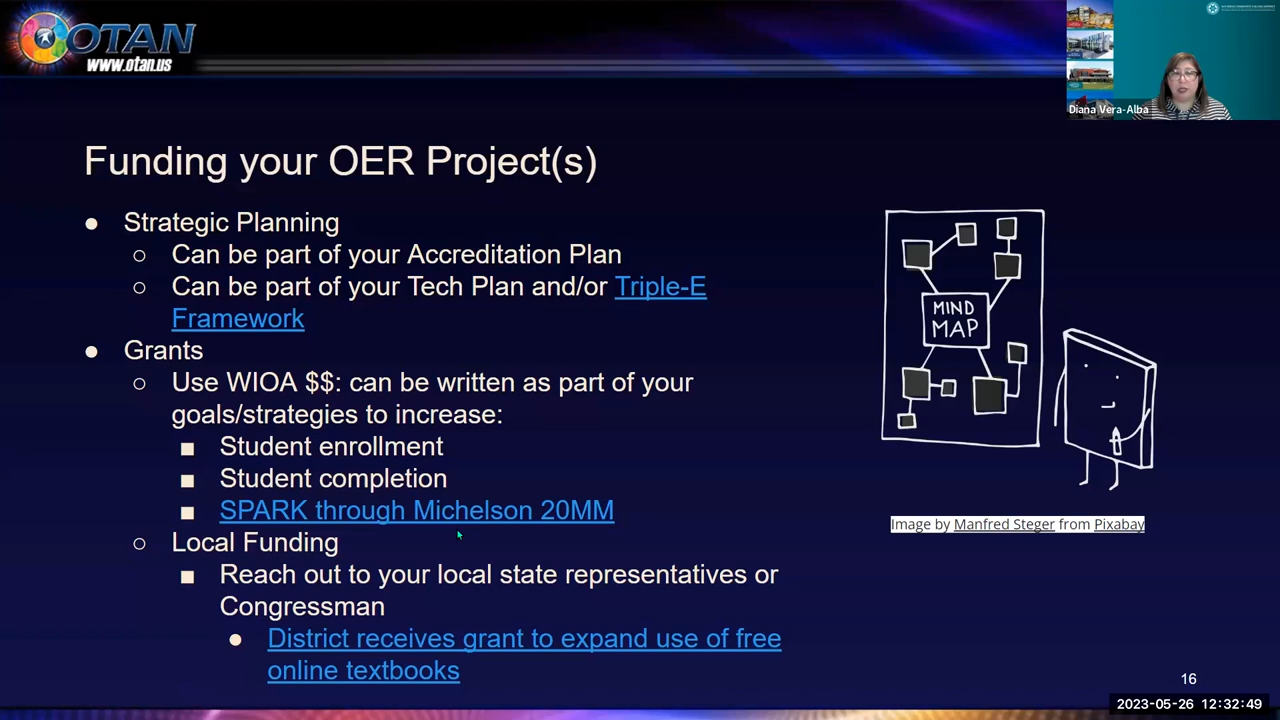 OTAN
www.otan.us
Diana Vera-Alba
Funding your OER Project(s)
● Strategic Planning
○ Can be part of your Accreditation Plan
○ Can be part of your Tech Plan and/or Triple-E
Framework
● Grants
○ Use WIOA $$: can be written as part of your
goals/strategies to increase:
■ Student enrollment
■ Student completion
■ SPARK through Michelson 20MM
○ Local Funding
■ Reach out to your local state representatives or
Congressman
● District receives grant to expand use of free
online textbooks
MIND
MAP
Image by Manfred Steger from Pixabay
16
2023-05-26 12:32:49